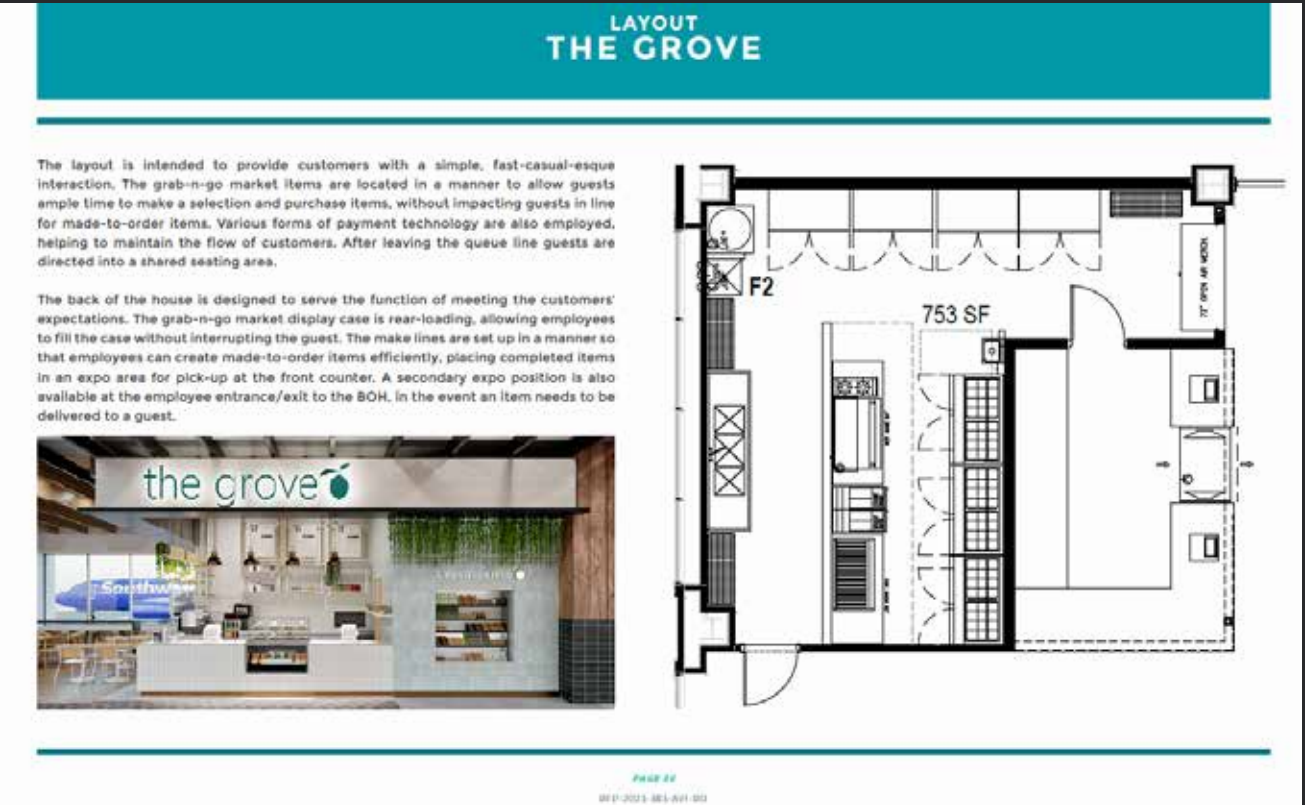 LAYOUT
THE GROVE
The layout is intended to provide customers with a simple, fast-casual-esque
interaction. The grab-n-go market items are located in a manner to allow guests
ample time to make a selection and purchase items, without impacting guests in line
for made-to-order items. Various forms of payment technology are also employed,
helping to maintain the flow of customers. After leaving the queue line guests are
directed into a shared seating area.
The back of the house is designed to serve the function of meeting the customers'
expectations. The grab-n-go market display case is rear-loading, allowing employees
to fill the case without interrupting the guest. The make lines are set up in a manner so
that employees can create made-to-order items efficiently, placing completed items
in an expo area for pick-up at the front counter. A secondary expo position is also
available at the employee entrance/exit to the BOH, in the event an item needs to be
delivered to a guest.
the grove
Southw
F2
753 SF
72" OPEN AIR MERCH.
PAGE